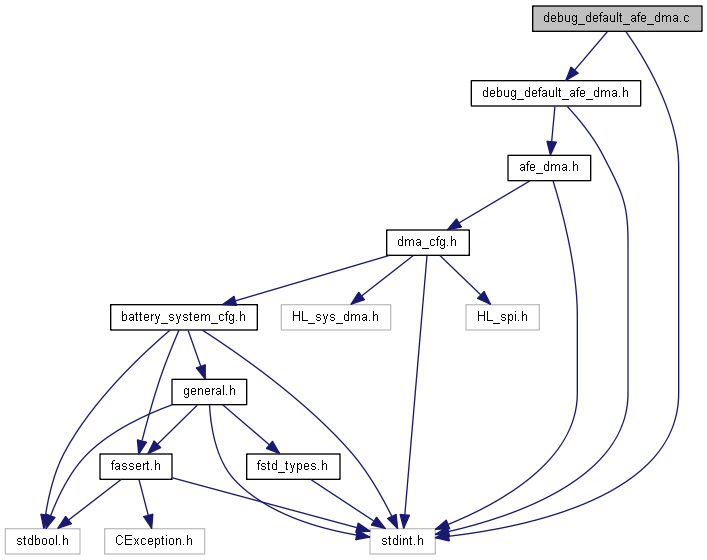 debug_default_afe_dma.c
debug_default_afe_dma.h
afe_dma.h
dma_cfg.h
battery_system_cfg.h
HL_sys_dma.h
HL_spi.h
general.h
fassert.h
fstd_types.h
stdbool.h
CException.h
stdint.h